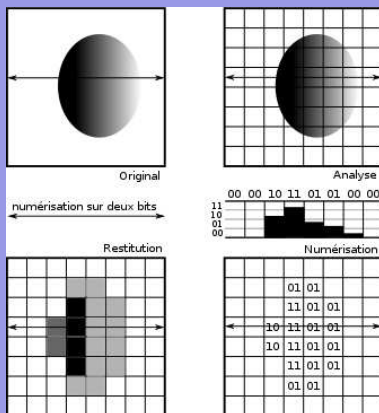 Original
Analyse
numérisation sur deux bits
00 00 10 11 01 01 00 00
11
10
01
00
Restitution
Numérisation
01 01
11 01 01
10 11 01 01
10 11 01 01
11 01 01
01 01